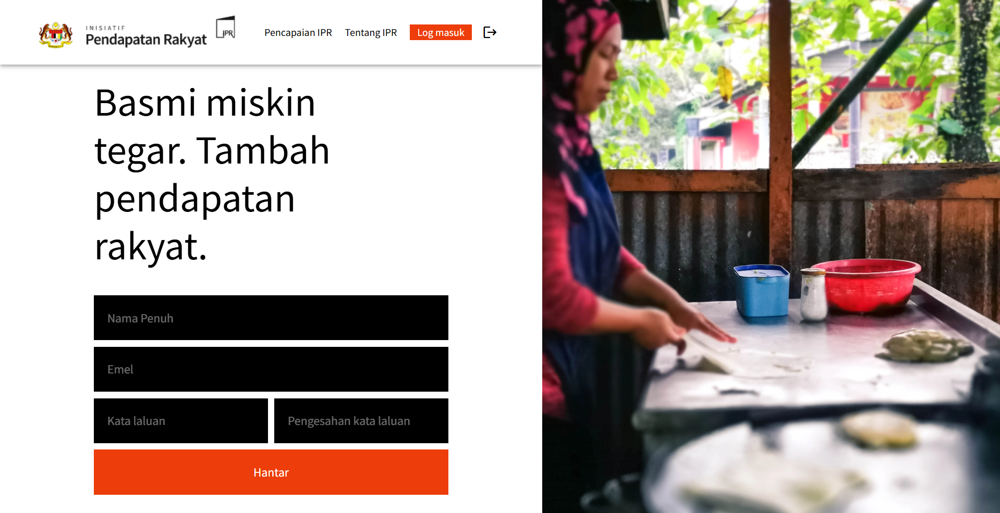 INISIATIF
Pendapatan Rakyat
IPR
Pencapaian IPR
Tentang IPR
Log masuk
Basmi miskin
tegar. Tambah
pendapatan
rakyat.
Nama Penuh
Emel
Kata laluan
Pengesahan kata laluan
Hantar